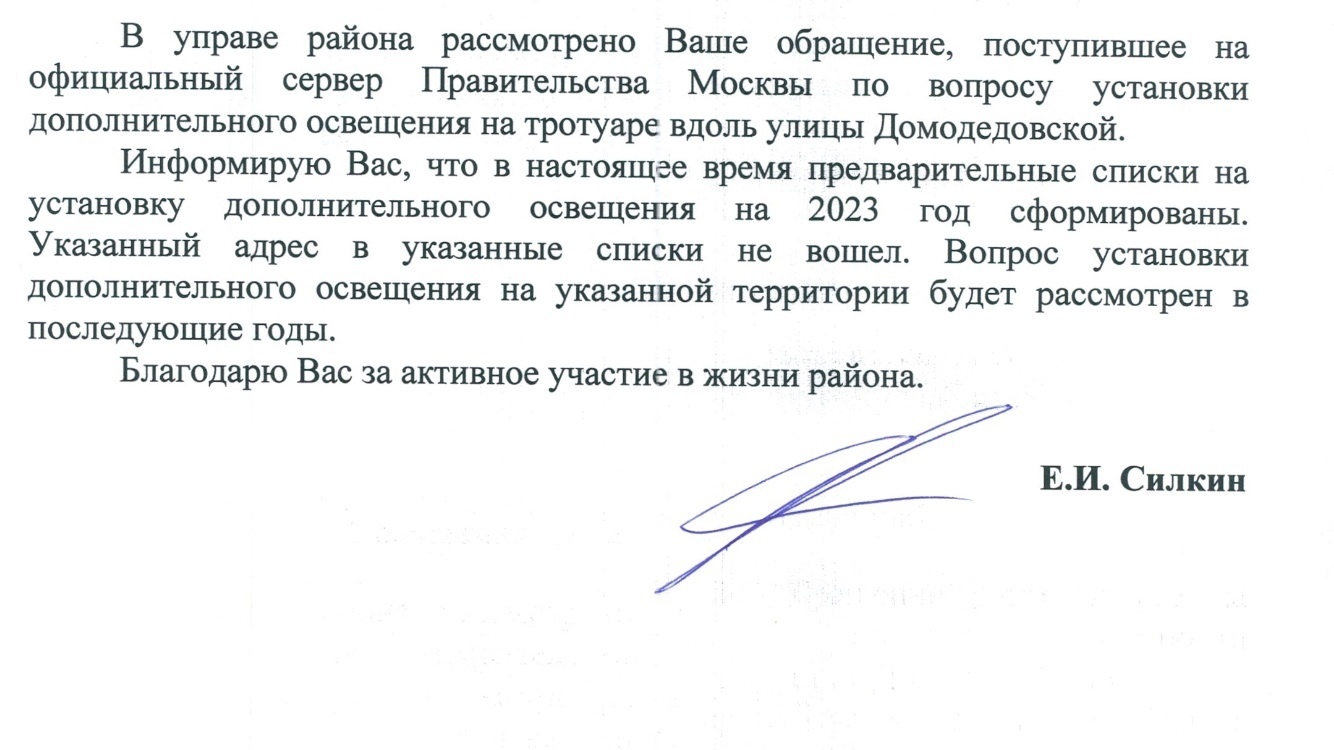 В управе района рассмотрено Ваше обращение, поступившее на
официальный сервер Правительства Москвы по вопросу установки
дополнительного освещения на тротуаре вдоль улицы Домодедовской.
Информирую Вас, что в настоящее время предварительные списки на
установку дополнительного освещения на 2023 год сформированы.
Указанный адрес в указанные списки не вошел. Вопрос установки
дополнительного освещения на указанной территории будет рассмотрен в
последующие годы.
Благодарю Вас за активное участие в жизни района.
Е.И. Силкин